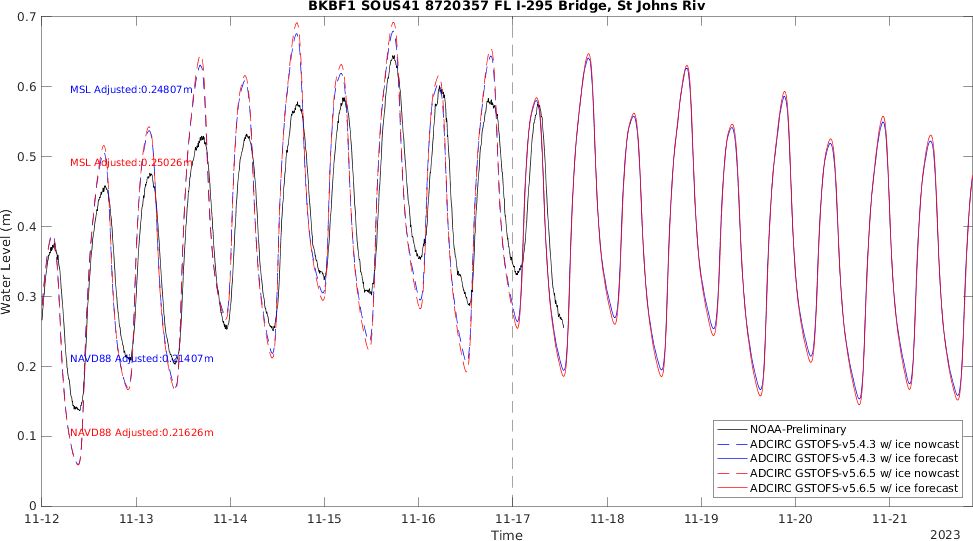 BKBF1 SOUS41 8720357 FL I-295 Bridge, St Johns Riv
0.7
0.6
0.5
0.4
0.3
0.2
0.1
0
Water Level (m)
MSL Adjusted:0.24807m
MSL Adjusted:0.25026m
NAVD88 Adjusted:0.21407m
NAVD88 Adjusted:0.21626m
NOAA-Preliminary
ADCIRC GSTOFS-v5.4.3 w/ ice nowcast
ADCIRC GSTOFS-v5.4.3 w/ ice forecast
ADCIRC GSTOFS-v5.6.5 w/ ice nowcast
ADCIRC GSTOFS-v5.6.5 w/ ice forecast
11-12 11-13 11-14 11-15 11-16 11-17 11-18 11-19 11-20 11-21
Time
2023